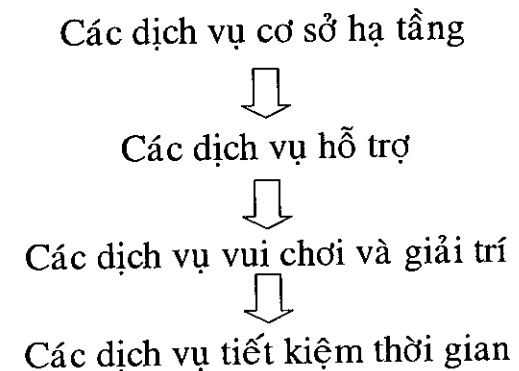 Các dịch vụ cơ sở hạ tầng
Các dịch vụ hỗ trợ
Các dịch vụ vui chơi và giải trí
Các dịch vụ tiết kiệm thời gian